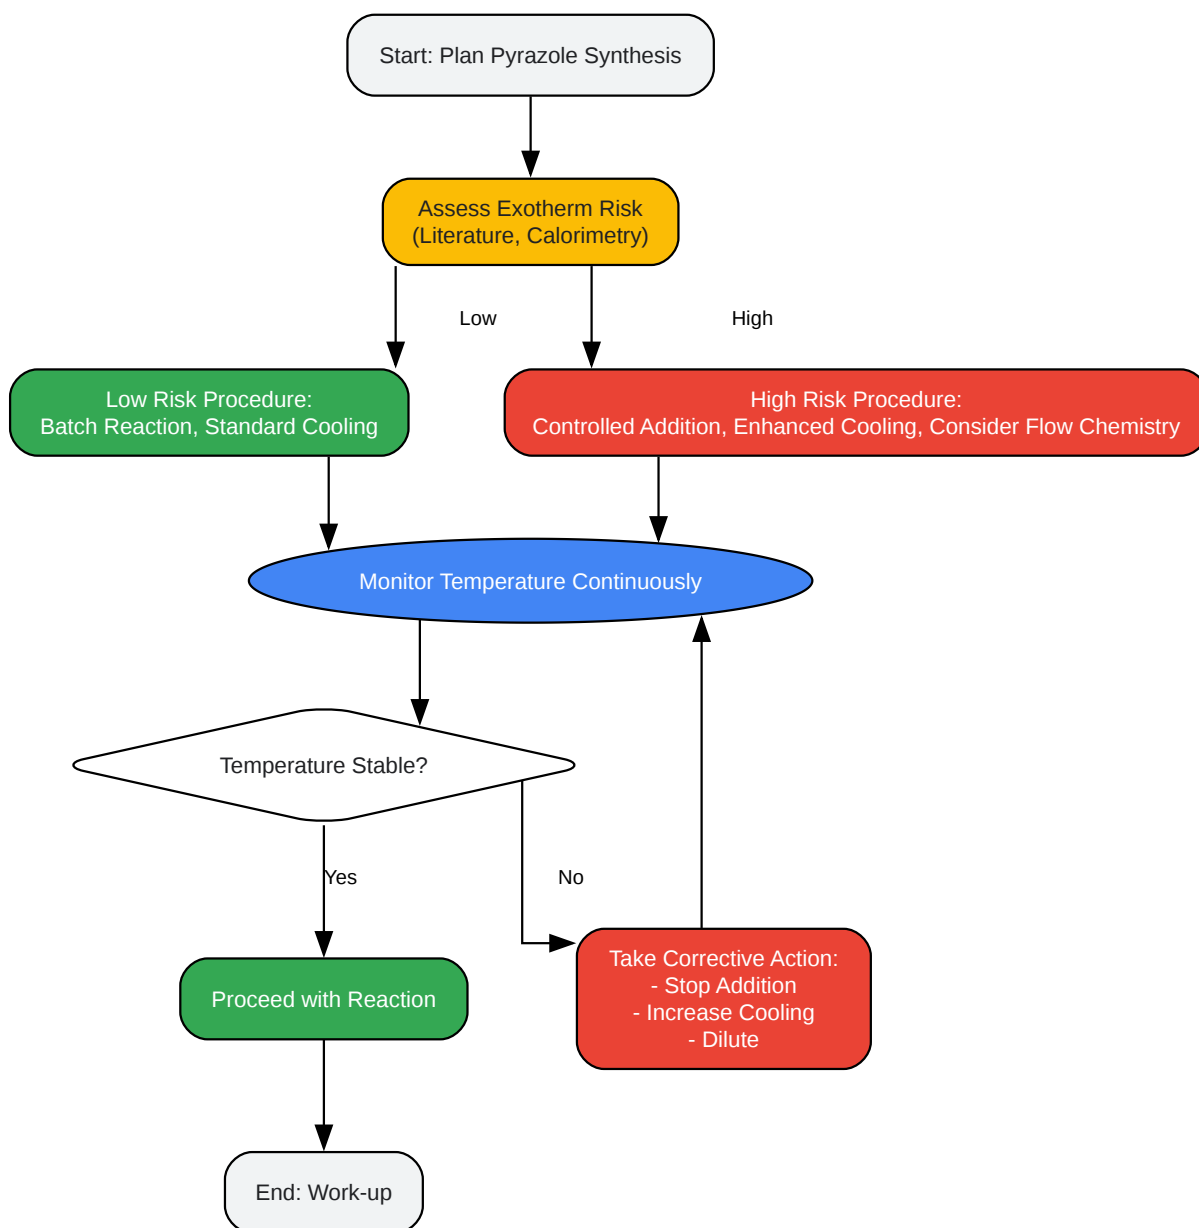 Start: Plan Pyrazole Synthesis
Assess Exotherm Risk
(Literature, Calorimetry)
Low
High
Low Risk Procedure:
Batch Reaction, Standard Cooling
High Risk Procedure:
Controlled Addition, Enhanced Cooling, Consider Flow Chemistry
Monitor Temperature Continuously
Temperature Stable?
Yes
No
Take Corrective Action:
- Stop Addition
- Increase Cooling
- Dilute
Proceed with Reaction
End: Work-up